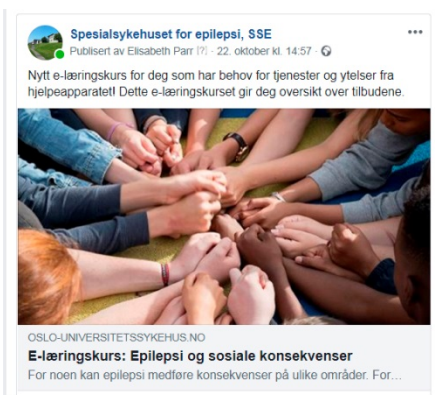 Spesialsykehuset for epilepsi, SSE
Publisert av Elisabeth Parr [?] · 22. oktober kl. 14:57 ·
Nytt e-læringskurs for deg som har behov for tjenester og ytelser fra
hjelpeapparatet! Dette e-læringskurset gir deg oversikt over tilbudene.
OSLO-UNIVERSITETSSYKEHUS.NO
E-læringskurs: Epilepsi og sosiale konsekvenser
For noen kan epilepsi medføre konsekvenser på ulike områder. For...